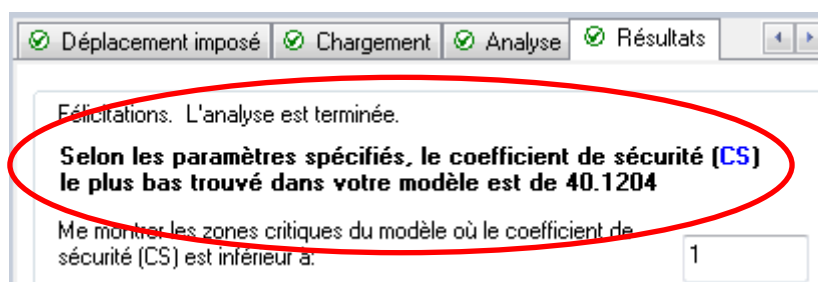 Déplacement imposé Chargement Analyse Résultats
Félicitations. L'analyse est terminée.
Selon les paramètres spécifiés, le coefficient de sécurité (CS)
le plus bas trouvé dans votre modèle est de 40.1204
Me montrer les zones critiques du modèle où le coefficient de
sécurité (CS) est inférieur à: 1